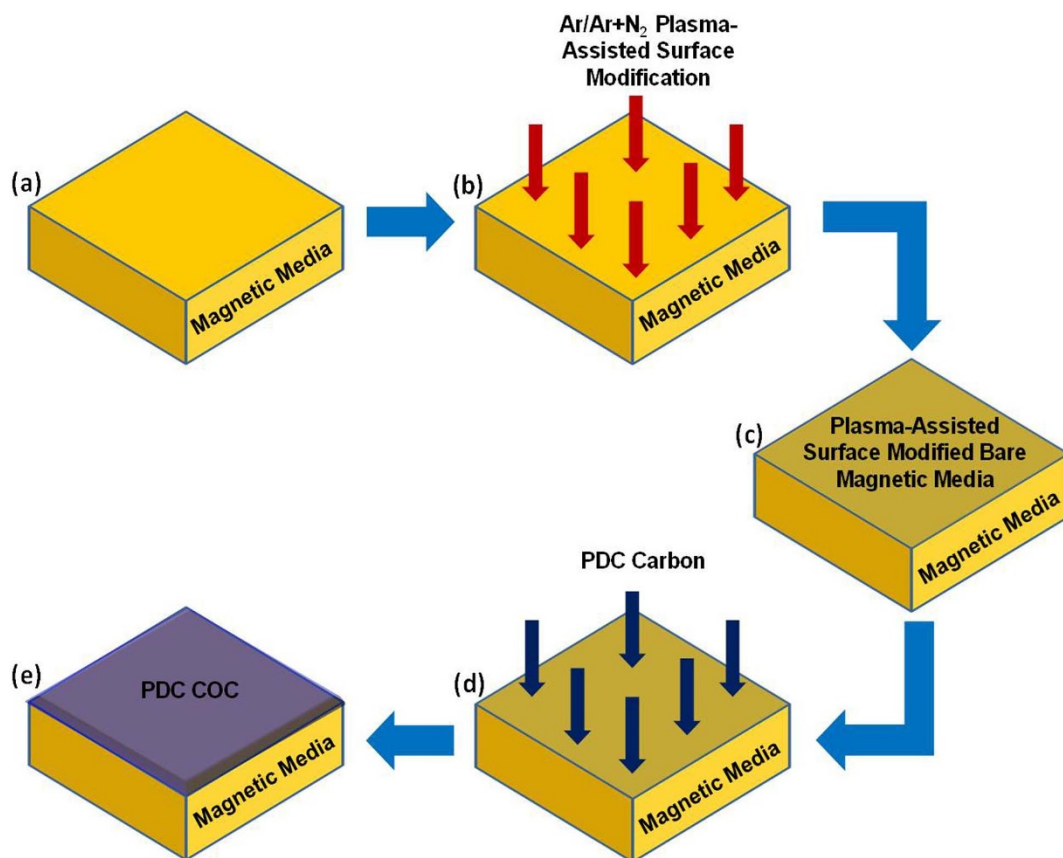 Ar/Ar+N₂ Plasma-
Assisted Surface
Modification
(a)
Magnetic Media
(b)
Magnetic Media
(c)
Plasma-Assisted
Surface Modified Bare
Magnetic Media
Magnetic Media
PDC Carbon
(d)
Magnetic Media
(e)
PDC COC
Magnetic Media